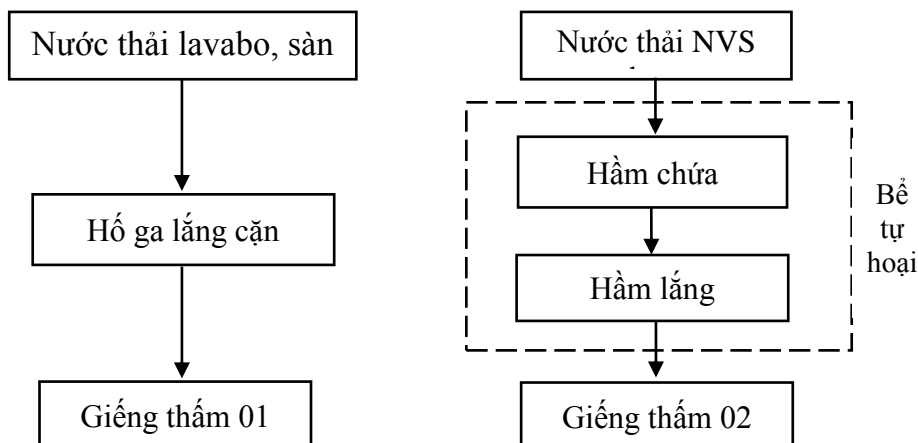 Nước thải lavabo, sàn
Hố ga lắng cặn
Giếng thấm 01
Nước thải NVS
Hầm chứa
Hầm lắng
Bể
tự
hoại
Giếng thấm 02